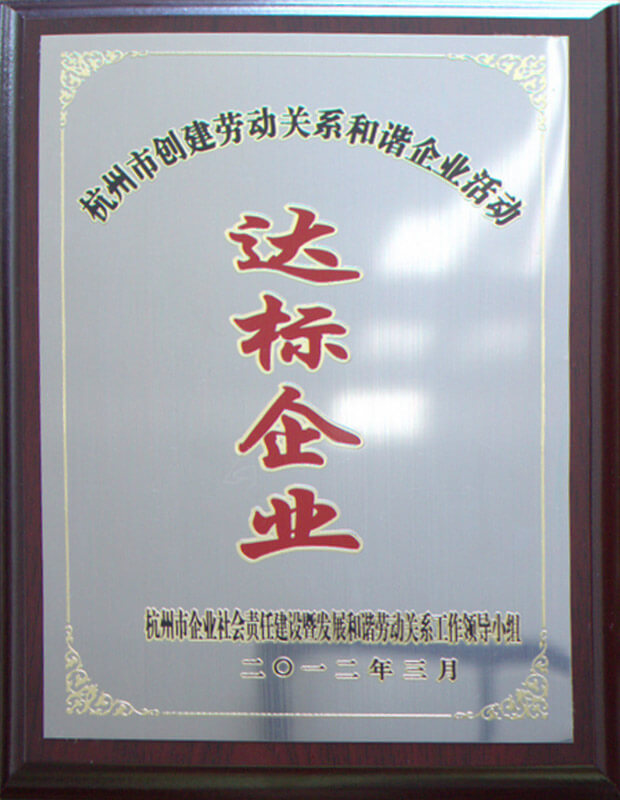 杭州市创建劳动关系和谐企业活动
达标企业
杭州市企业社会责任建设暨发展和谐劳动关系工作领导小组
二〇一二年三月